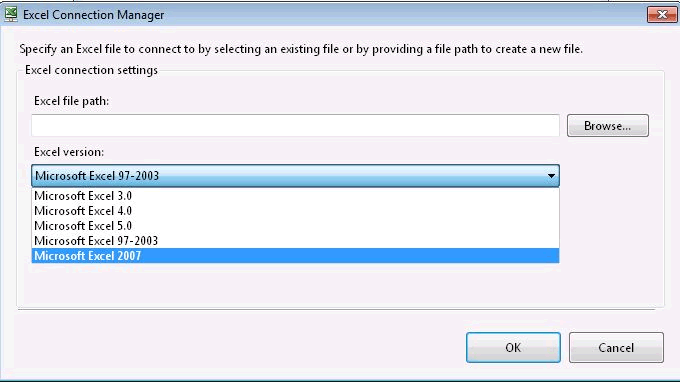 Excel Connection Manager
Specify an Excel file to connect to by selecting an existing file or by providing a file path to create a new file.
Excel connection settings
Excel file path:
Browse...
Excel version:
Microsoft Excel 97-2003
Microsoft Excel 3.0
Microsoft Excel 4.0
Microsoft Excel 5.0
Microsoft Excel 97-2003
Microsoft Excel 2007
OK
Cancel